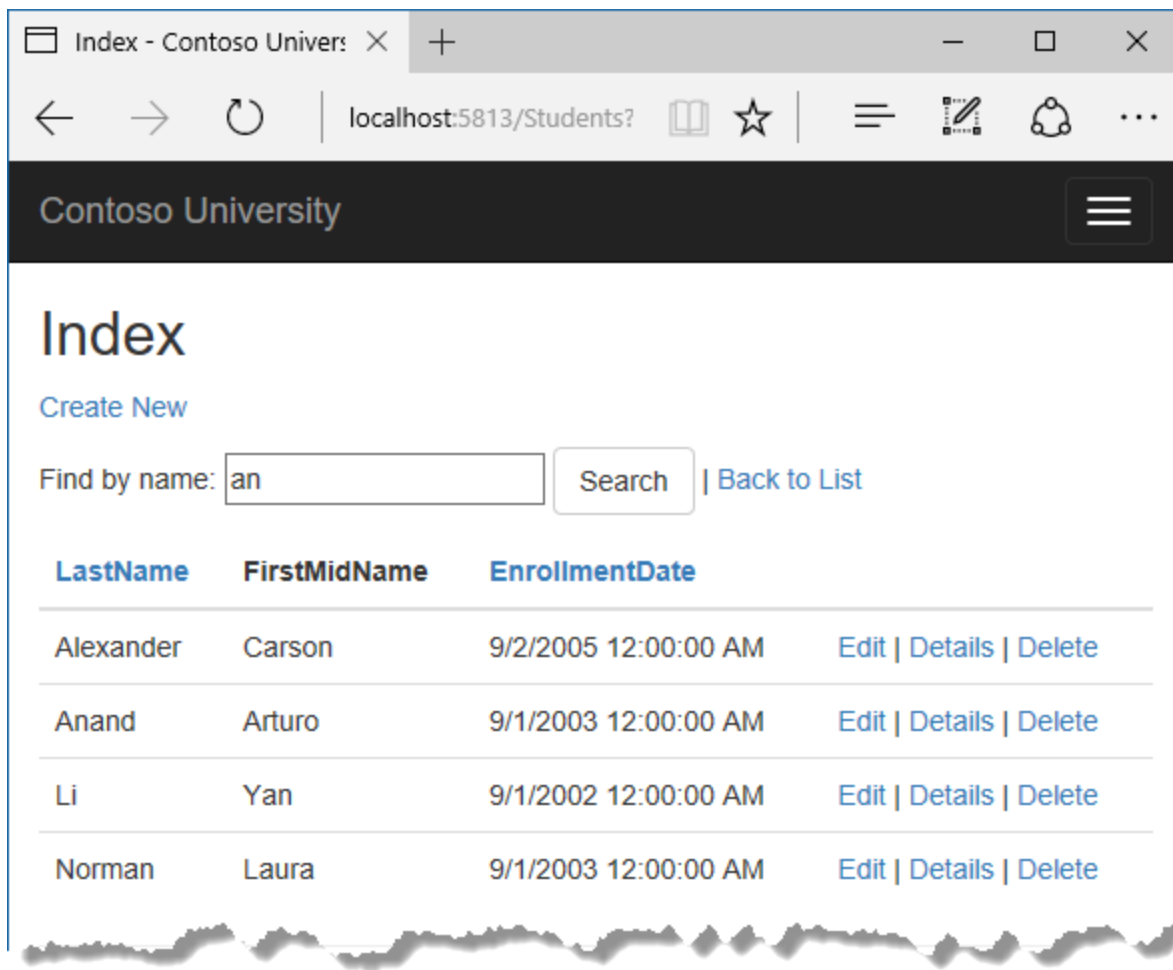 Index - Contoso Univers
localhost:5813/Students?
Contoso University
Index
Create New
Find by name: an Search | Back to List
LastName FirstMidName EnrollmentDate
Alexander Carson 9/2/2005 12:00:00 AM Edit | Details | Delete
Anand Arturo 9/1/2003 12:00:00 AM Edit | Details | Delete
Li Yan 9/1/2002 12:00:00 AM Edit | Details | Delete
Norman Laura 9/1/2003 12:00:00 AM Edit | Details | Delete